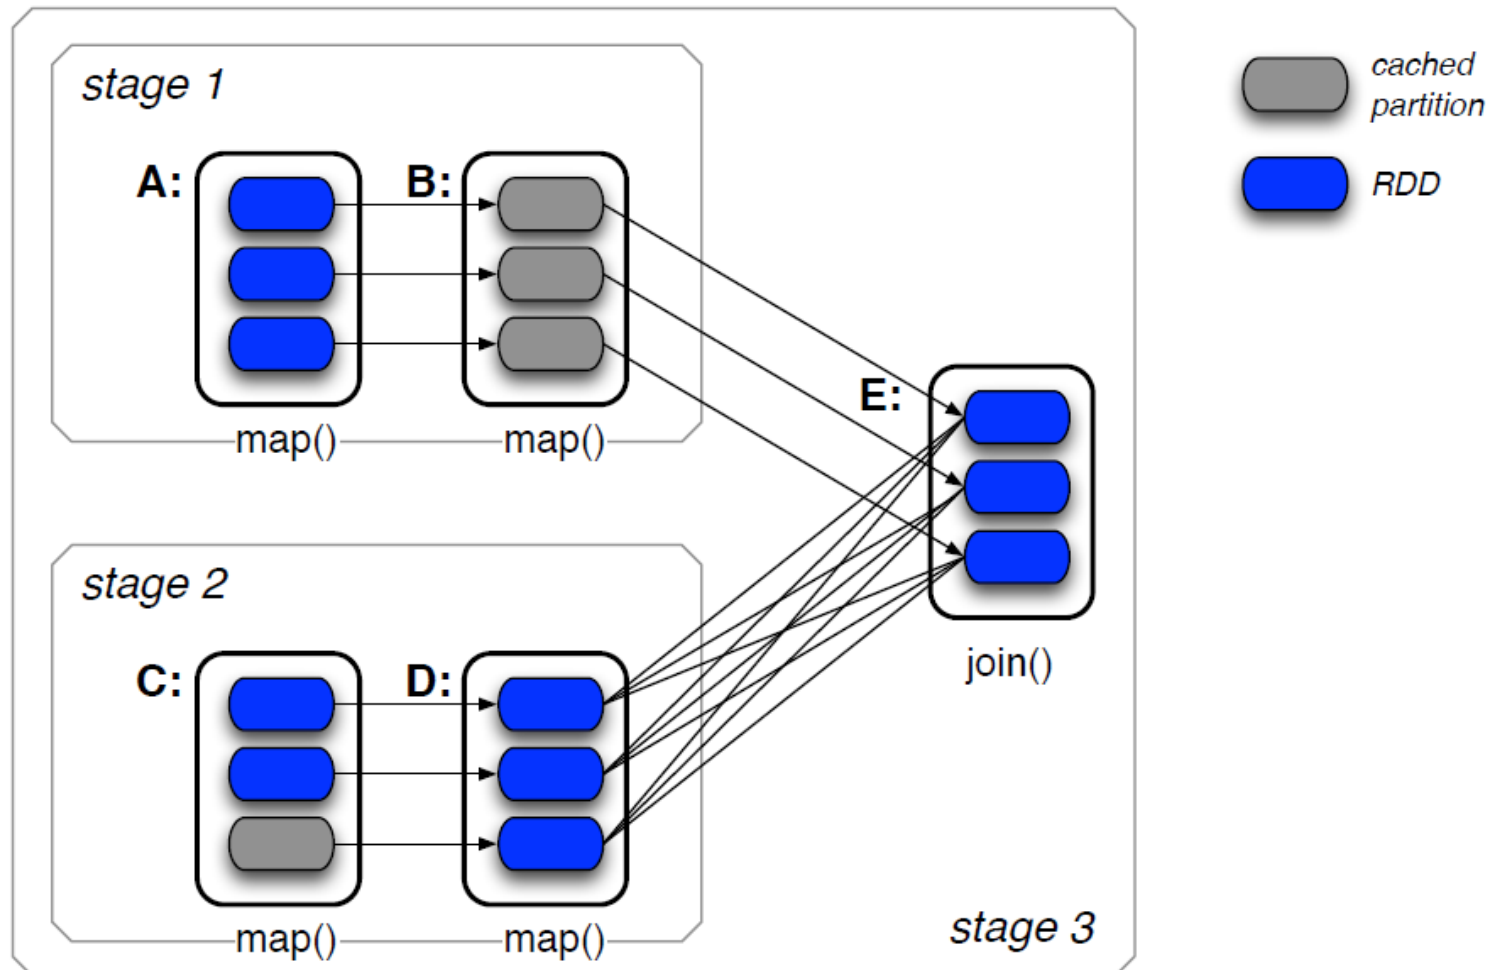 stage 1
A:
B:
map()
map()
cached
partition
RDD
E:
join()
stage 2
C:
D:
map()
map()
stage 3